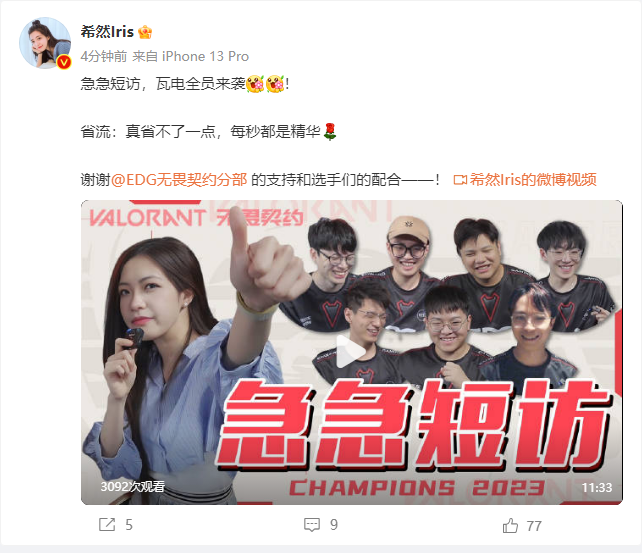 希然Iris
4分钟前 来自 iPhone 13 Pro
急急短访，瓦电全员来袭！
省流：真省不了一点，每秒都是精华
谢谢@EDG无畏契约分部 的支持和选手们的配合——！ 希然Iris的微博视频
VALORANT 无畏契约
急急短访
CHAMPIONS 2023
3092次观看
11:33
5
9
77